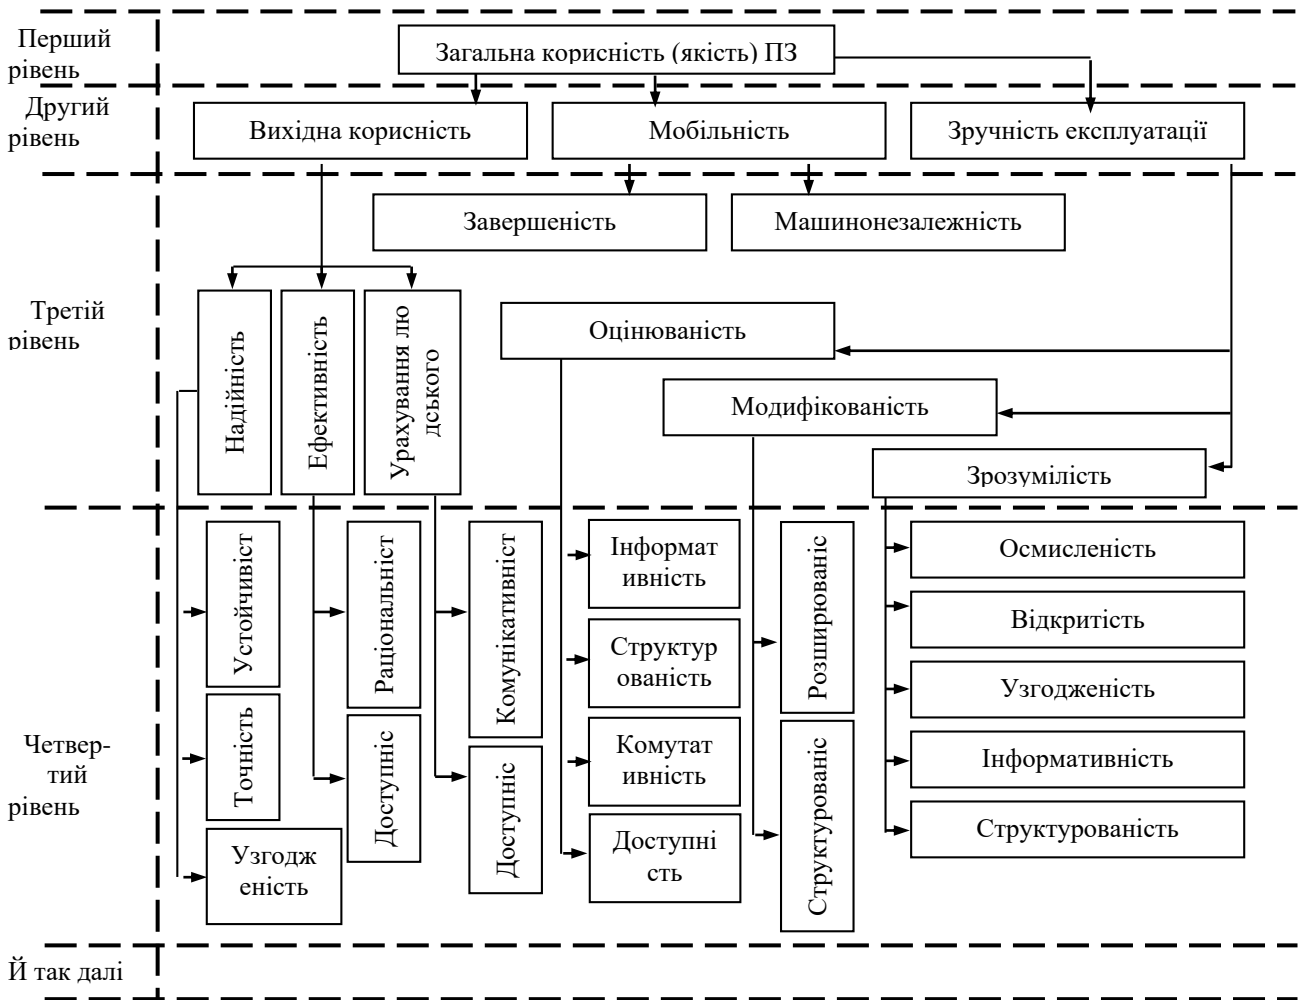 Перший
рівень
Загальна корисність (якість) ПЗ
Другий
рівень
Вихідна корисність
Мобільність
Зручність експлуатації
Завершеність
Машинонезалежність
Третій
рівень
Надійність
Ефективність
Урахування лю
дського
Оцінюваність
Модифікованість
Зрозумілість
Четвер-
тий
рівень
Устойчивіст
Точність
Узгодж
еність
Раціональніст
Доступніс
Комунікативніст
Доступніс
Інформат
ивність
Структур
ованість
Комутат
ивність
Доступні
сть
Розширюваніс
Структурованіс
Осмисленість
Відкритість
Узгодженість
Інформативність
Структурованість
Й так далі